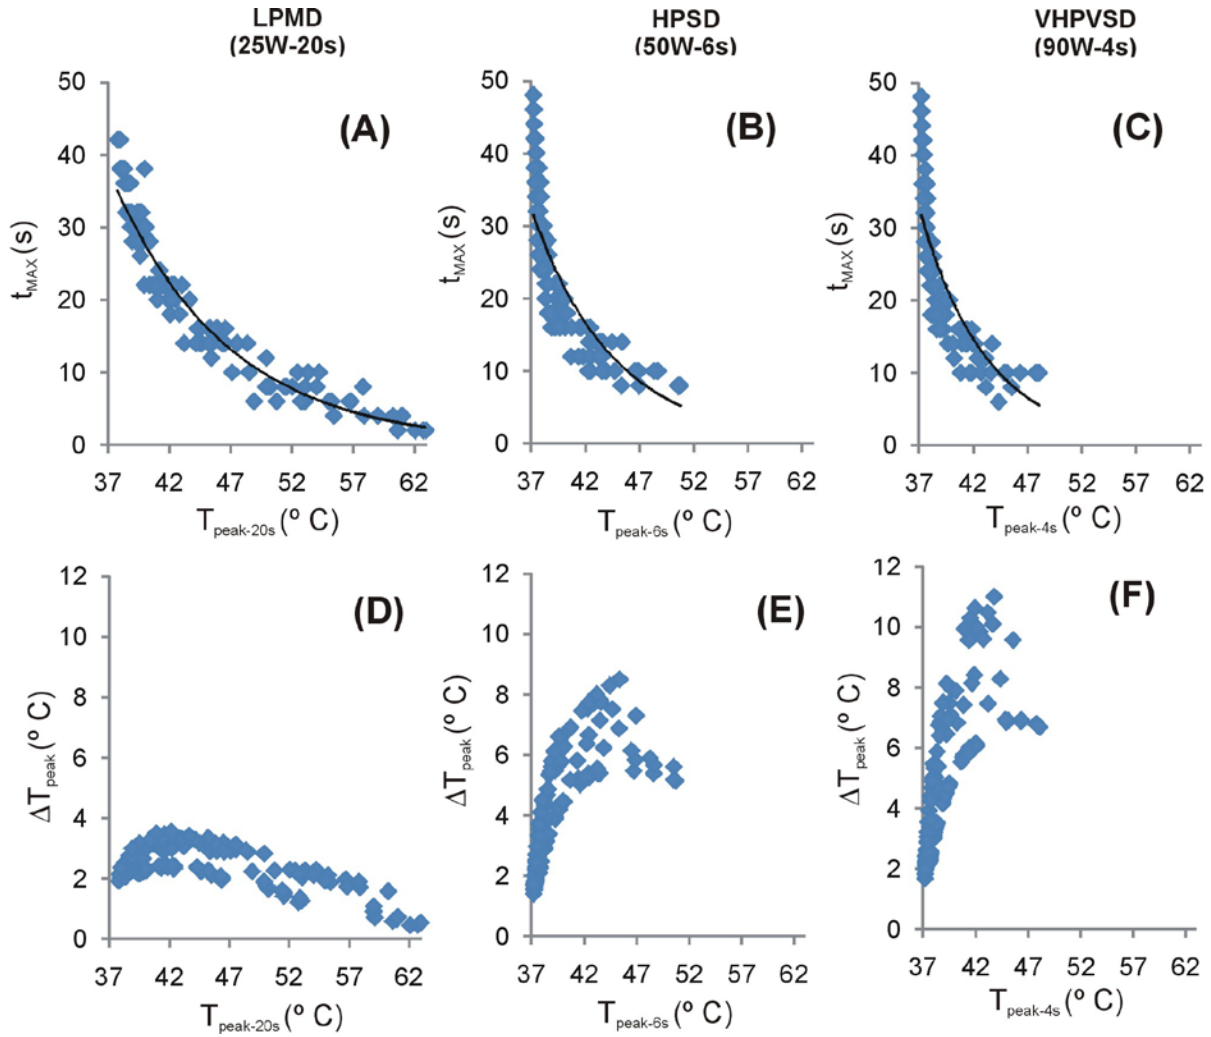 LPMD
(25W-20s)
HPSD
(50W-6s)
VHPVSD
(90W-4s)
(A)
50
40
30
20
10
0
37 42 47 52 57 62
tMAX (s)
Tpeak-20s (º C)
(B)
50
40
30
20
10
0
37 42 47 52 57 62
tMAX (s)
Tpeak-6s (º C)
(C)
50
40
30
20
10
0
37 42 47 52 57 62
tMAX (s)
Tpeak-4s (º C)
(D)
12
10
8
6
4
2
0
37 42 47 52 57 62
ΔTpeak (º C)
Tpeak-20s (º C)
(E)
12
10
8
6
4
2
0
37 42 47 52 57 62
ΔTpeak (º C)
Tpeak-6s (º C)
(F)
12
10
8
6
4
2
0
37 42 47 52 57 62
ΔTpeak (º C)
Tpeak-4s (º C)